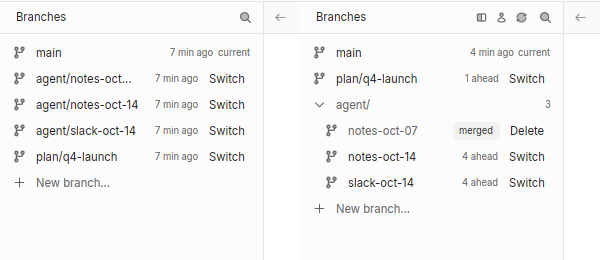 Branches
main 7 min ago current
agent/notes-oct... 7 min ago Switch
agent/notes-oct-14 7 min ago Switch
agent/slack-oct-14 7 min ago Switch
plan/q4-launch 7 min ago Switch
New branch...
Branches
main 4 min ago current
plan/q4-launch 1 ahead Switch
agent/ 3
notes-oct-07 merged Delete
notes-oct-14 4 ahead Switch
slack-oct-14 4 ahead Switch
New branch...